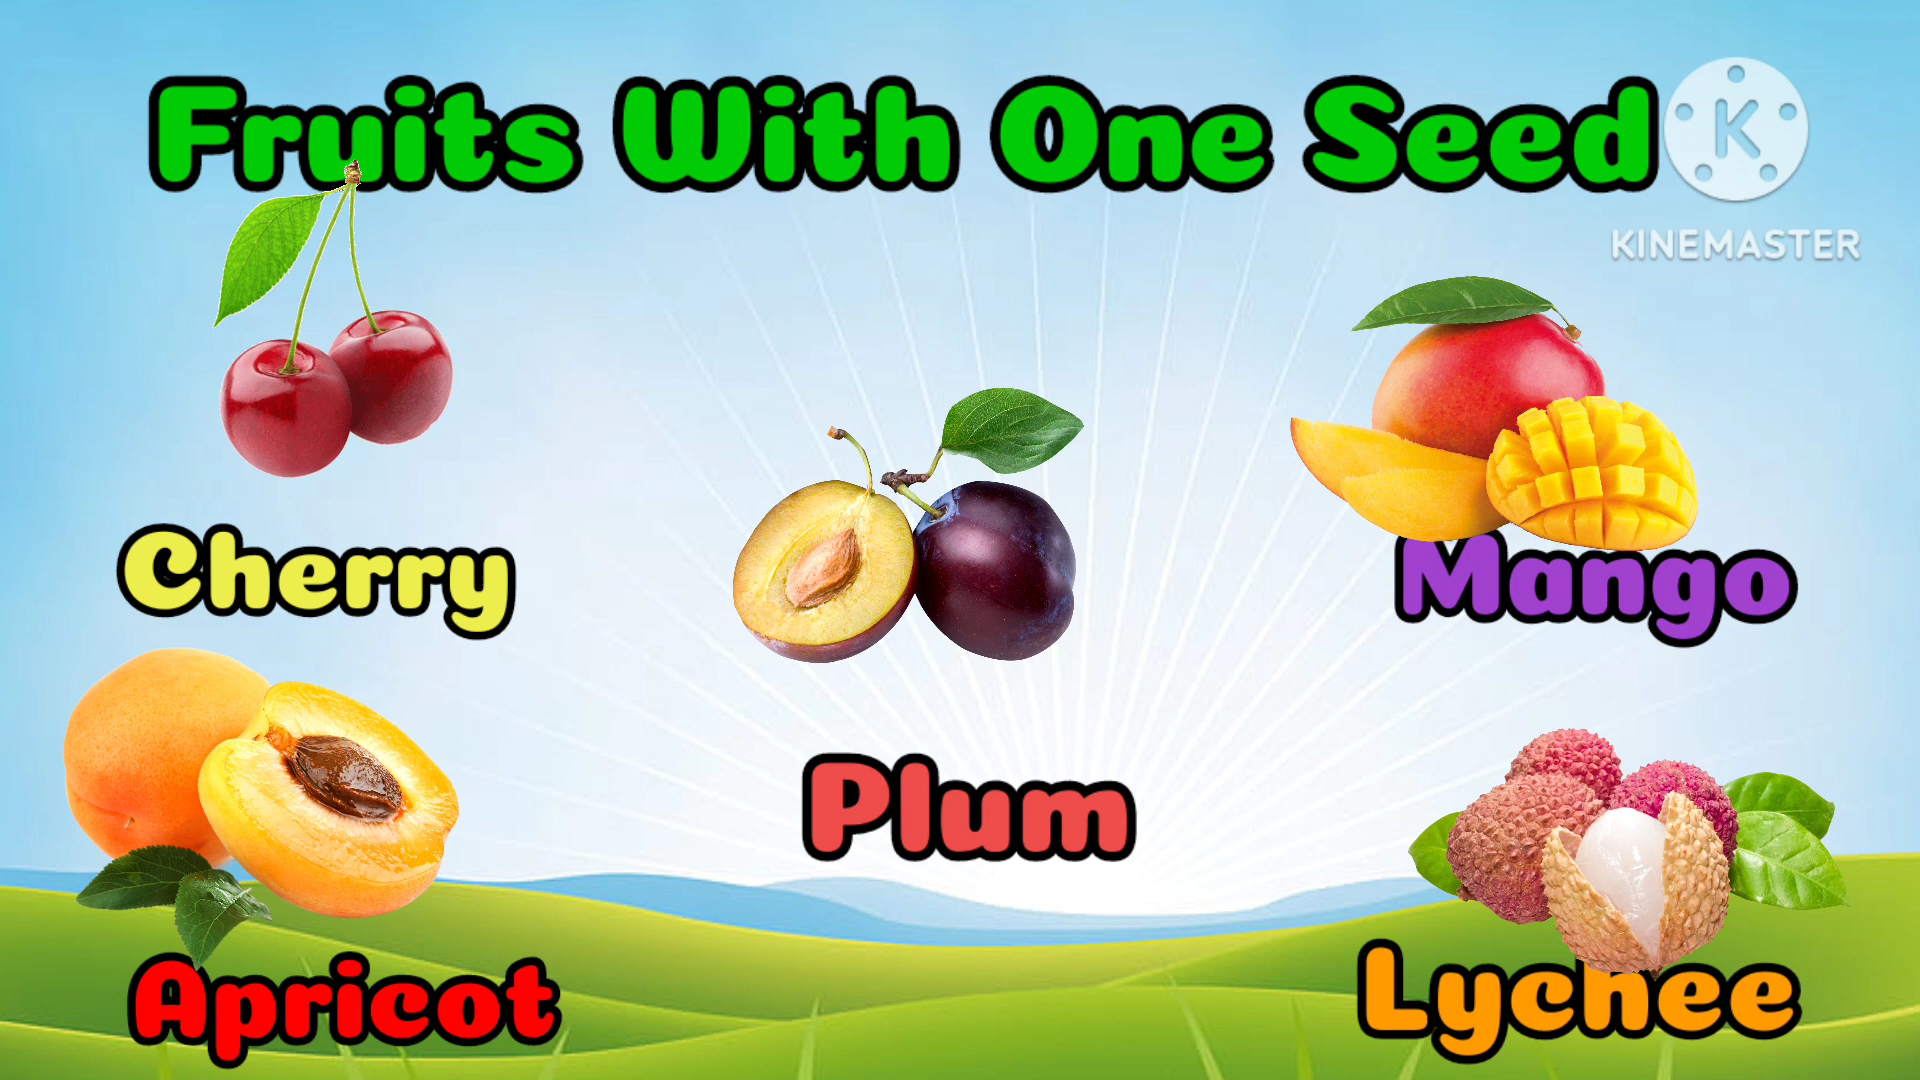 Fruits With One Seed
K
KINEMASTER
Cherry
Mango
Plum
Apricot
Lychee